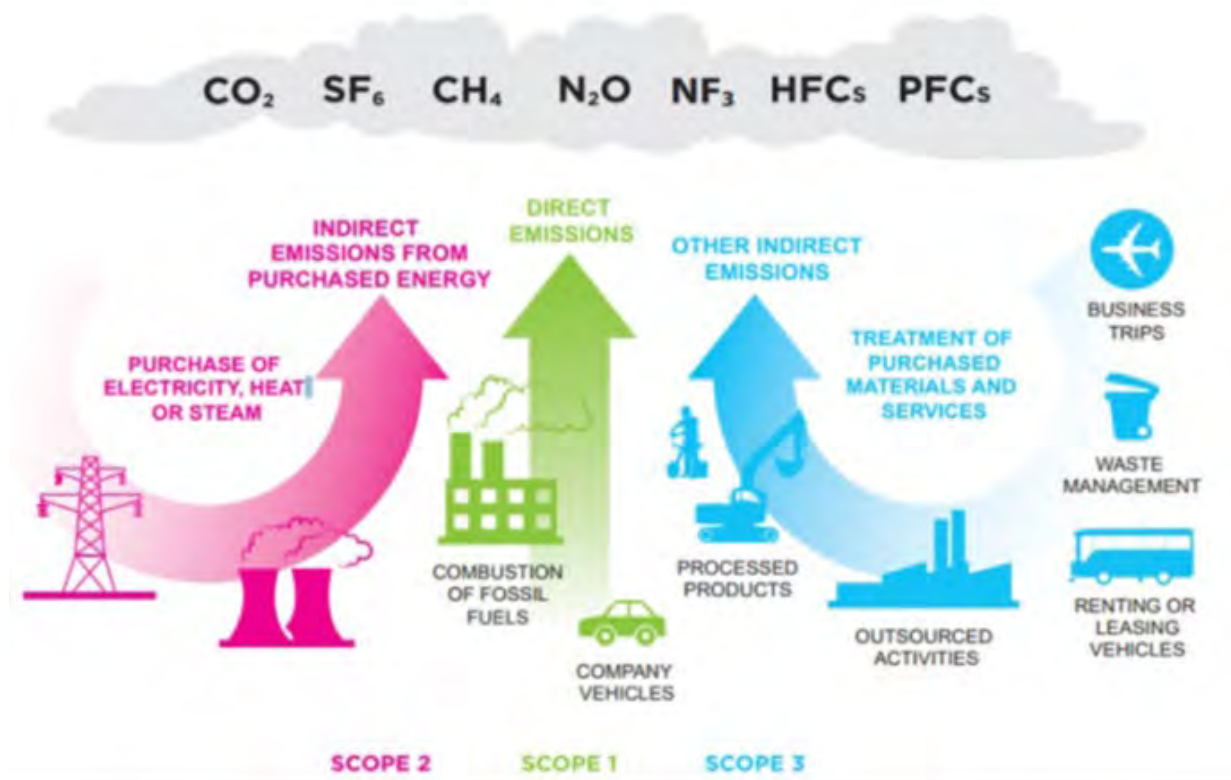 CO₂ SF₆ CH₄ N₂O NF₃ HFCs PFCs
INDIRECT
EMISSIONS FROM
PURCHASED ENERGY
DIRECT
EMISSIONS
OTHER INDIRECT
EMISSIONS
PURCHASE OF
ELECTRICITY, HEAT
OR STEAM
TREATMENT OF
PURCHASED
MATERIALS AND
SERVICES
BUSINESS
TRIPS
WASTE
MANAGEMENT
COMBUSTION
OF FOSSIL
FUELS
COMPANY
VEHICLES
PROCESSED
PRODUCTS
OUTSOURCED
ACTIVITIES
RENTING OR
LEASING
VEHICLES
SCOPE 2 SCOPE 1 SCOPE 3